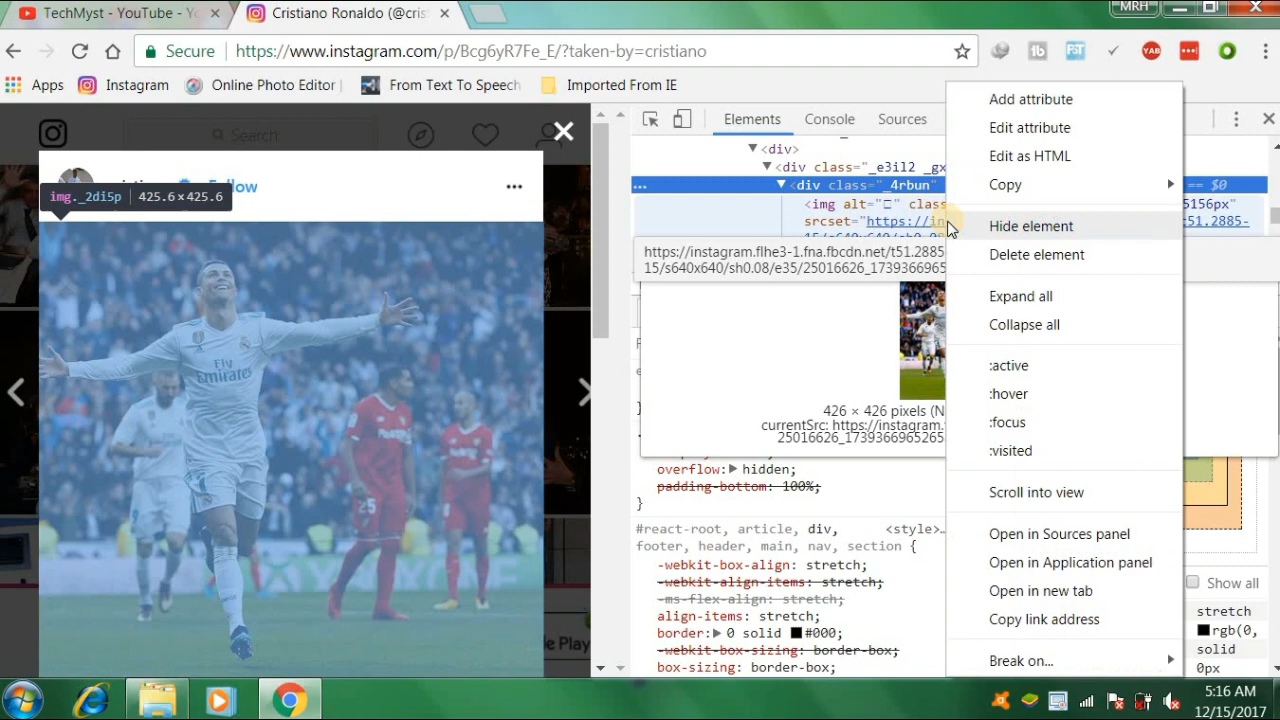 TechMyst - YouTube - Yo
Cristiano Ronaldo (@cris
MRH
Secure
https://www.instagram.com/p/Bcg6yR7Fe_E/?taken-by=cristiano
YAB
Apps
Instagram
Online Photo Editor |
From Text To Speech
Imported From IE
Search
Follow
img._2di5p | 425.6×425.6
Fly
Emirates
Elements
Console
Sources
▼<div>
▼<div class="_e3il2 _gx
▼<div class="_4rbun"
== $0
<img alt="□" class
5156px"
srcset="https://in
t51.2885-
https://instagram.flhe3-1.fna.fbcdn.net/t51.2885
15/s640x640/sh0.08/e35/25016626_1739366965
426 × 426 pixels (N
currentSrc: https://instagram.
25016626_1739366965265
overflow:▶ hidden;
padding-bottom: 100%;
}
#react-root, article, div,
<style>…
footer, header, main, nav, section {
-webkit-box-align: stretch;
-webkit-align-items: stretch;
-ms-flex-align: stretch;
align-items: stretch;
border:▶ 0 solid #000;
-webkit-box-sizing: border-box;
box-sizing: border-box;
Add attribute
Edit attribute
Edit as HTML
Copy
Hide element
Delete element
Expand all
Collapse all
:active
:hover
:focus
:visited
Scroll into view
Open in Sources panel
Open in Application panel
Open in new tab
Copy link address
Break on...
Show all
stretch
rgb(0,
solid
0px
le Play
5:16 AM
12/15/2017